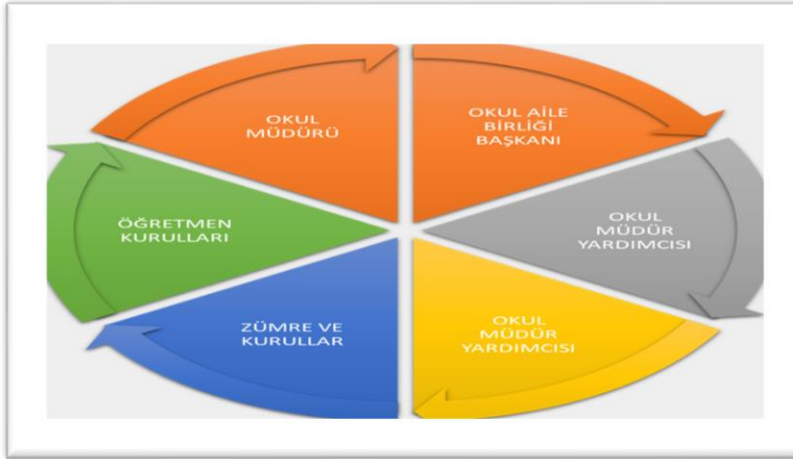 OKUL
MÜDÜRÜ
OKUL AİLE
BİRLİĞİ
BAŞKANI
OKUL
MÜDÜR
YARDIMCISI
OKUL
MÜDÜR
YARDIMCISI
ZÜMRE VE
KURULLAR
ÖĞRETMEN
KURULLARI